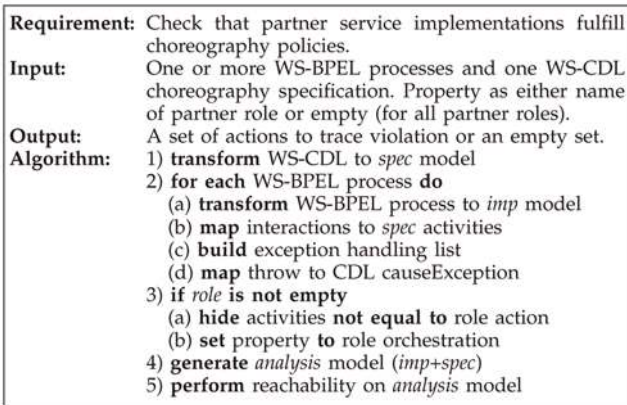 Requirement: Check that partner service implementations fulfill
choreography policies.
Input: One or more WS-BPEL processes and one WS-CDL
choreography specification. Property as either name
of partner role or empty (for all partner roles).
Output: A set of actions to trace violation or an empty set.
Algorithm: 1) transform WS-CDL to spec model
2) for each WS-BPEL process do
(a) transform WS-BPEL process to imp model
(b) map interactions to spec activities
(c) build exception handling list
(d) map throw to CDL causeException
3) if role is not empty
(a) hide activities not equal to role action
(b) set property to role orchestration
4) generate analysis model (imp+spec)
5) perform reachability on analysis model